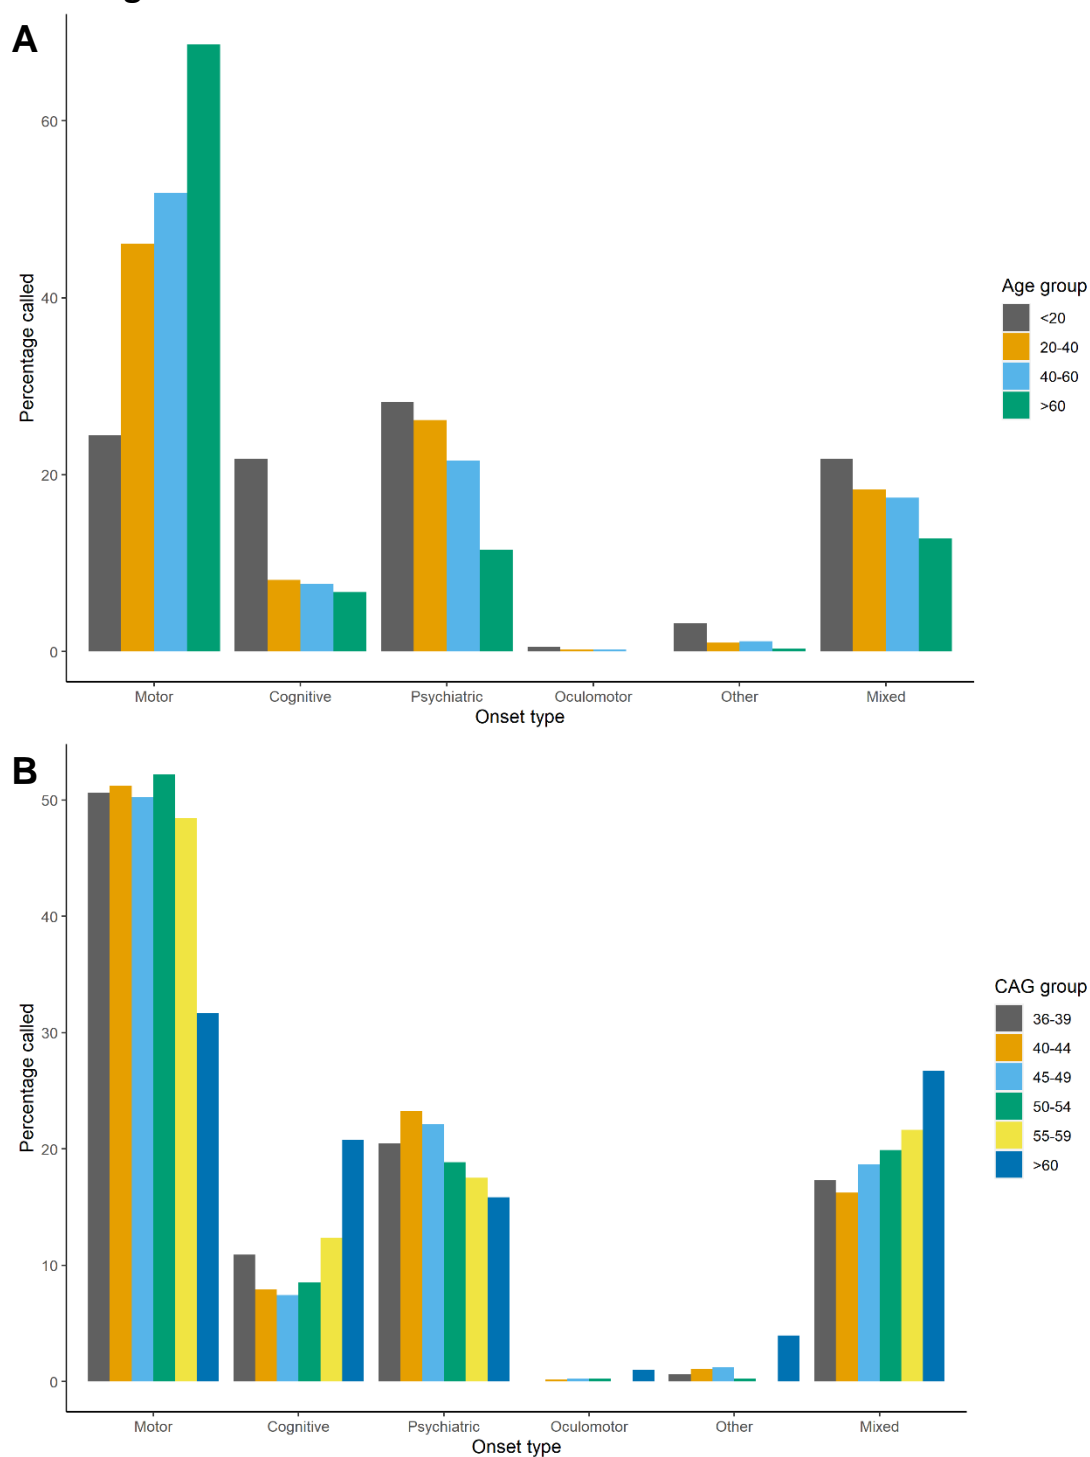 A
60
40
20
0
Percentage called
Motor Cognitive Psychiatric Oculomotor Other Mixed
Onset type
Age group
<20
20-40
40-60
>60
B
50
40
30
20
10
0
Percentage called
Motor Cognitive Psychiatric Oculomotor Other Mixed
Onset type
CAG group
36-39
40-44
45-49
50-54
55-59
>60